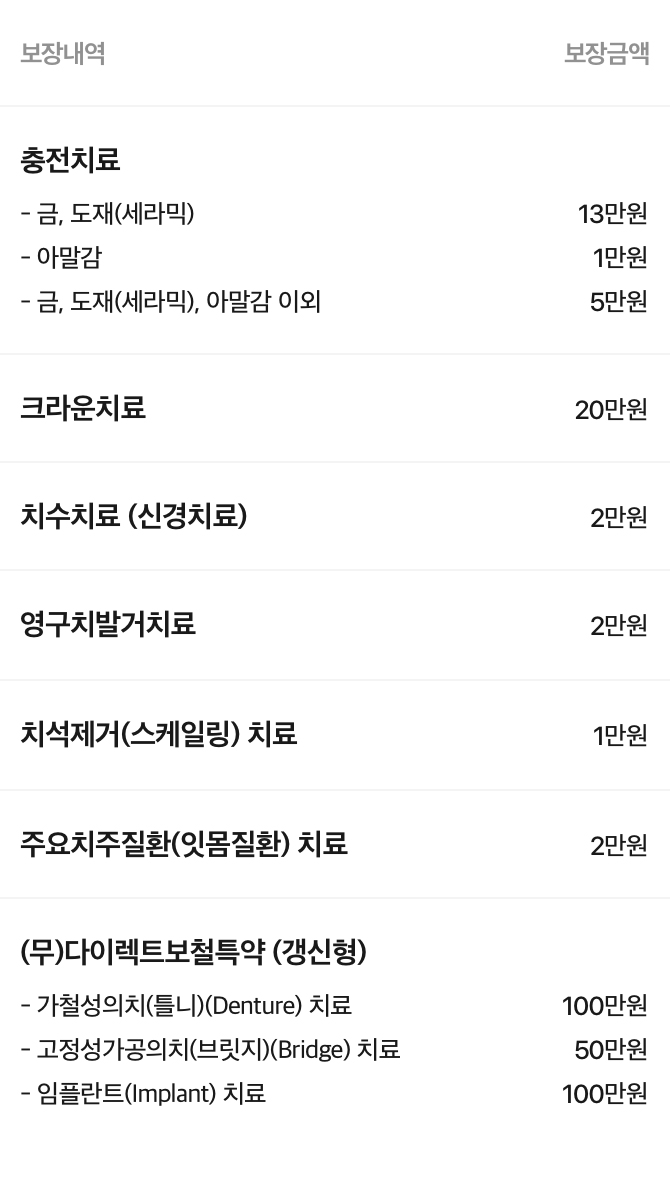 보장내역 보장금액
충전치료
- 금, 도재(세라믹) 13만원
- 아말감 1만원
- 금, 도재(세라믹), 아말감 이외 5만원
크라운치료 20만원
치수치료 (신경치료) 2만원
영구치발거치료 2만원
치석제거(스케일링) 치료 1만원
주요치주질환(잇몸질환) 치료 2만원
(무)다이렉트보철특약 (갱신형)
- 가철성의치(틀니)(Denture) 치료 100만원
- 고정성가공의치(브릿지)(Bridge) 치료 50만원
- 임플란트(Implant) 치료 100만원